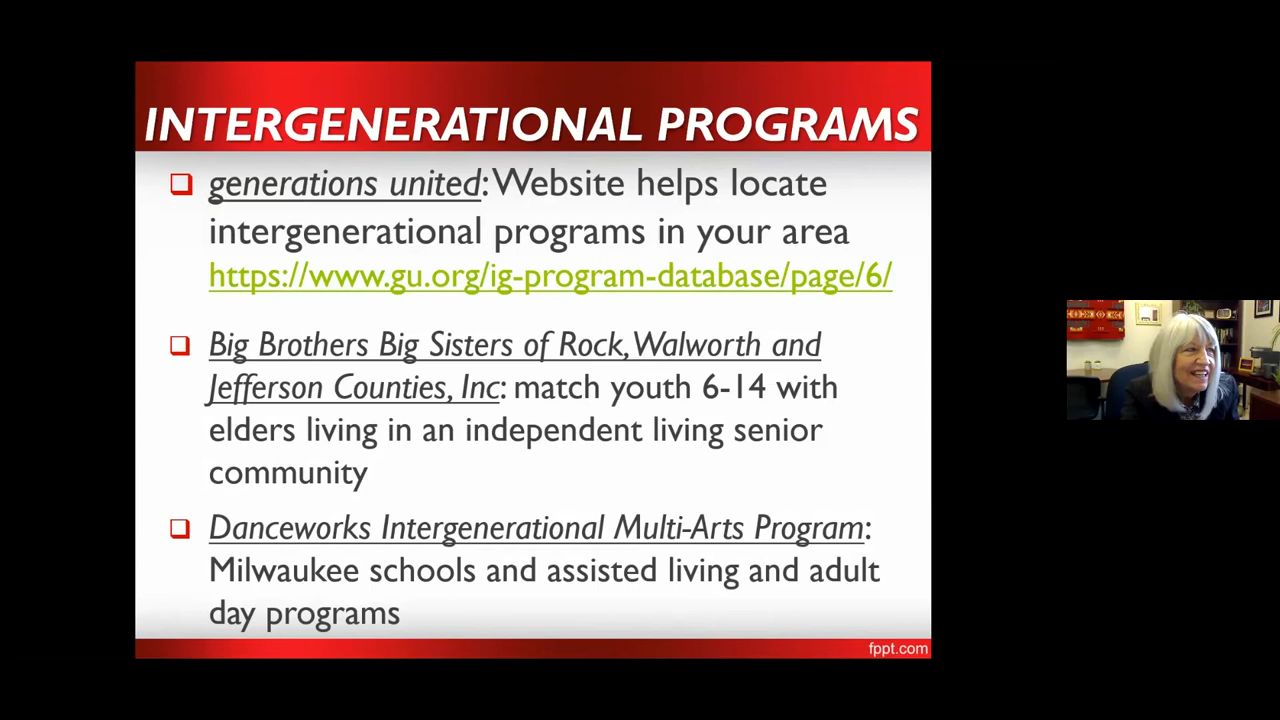 INTERGENERATIONAL PROGRAMS
generations united: Website helps locate
intergenerational programs in your area
https://www.gu.org/ig-program-database/page/6/
Big Brothers Big Sisters of Rock, Walworth and
Jefferson Counties, Inc: match youth 6-14 with
elders living in an independent living senior
community
Danceworks Intergenerational Multi-Arts Program:
Milwaukee schools and assisted living and adult
day programs
fppt.com